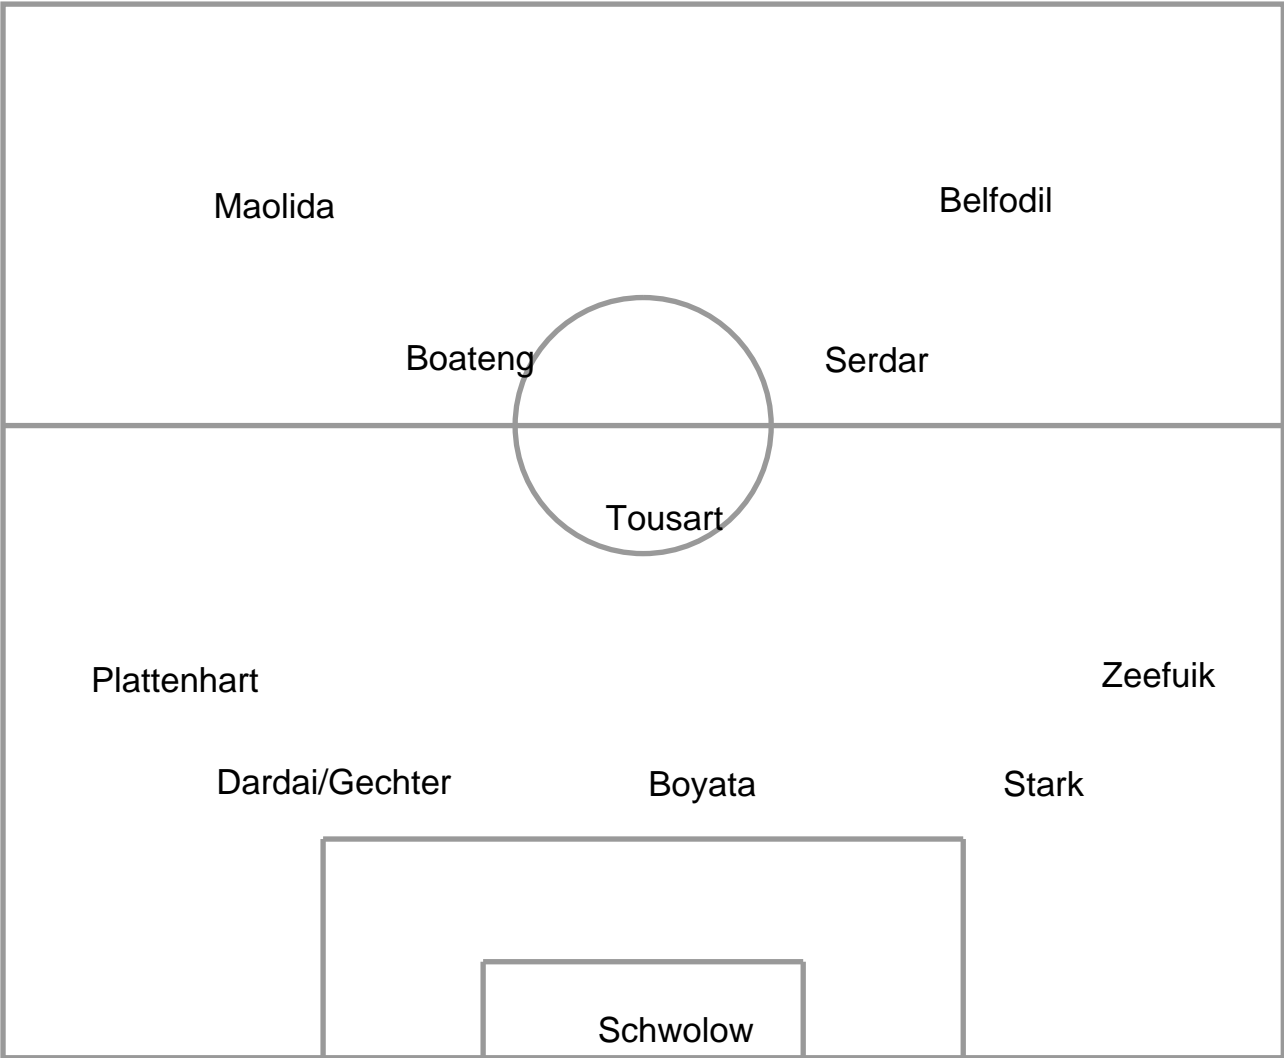 Maolida
Belfodil
Boateng
Serdar
Tousart
Plattenhart
Zeefuik
Dardai/Gechter
Boyata
Stark
Schwolow